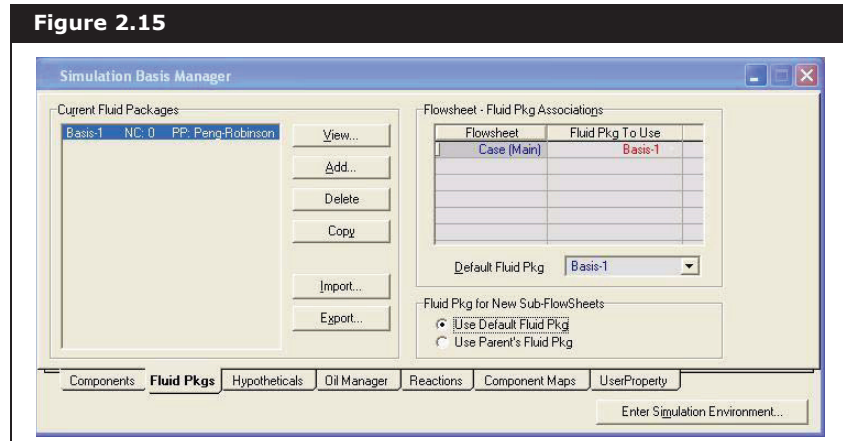 Figure 2.15
Simulation Basis Manager
Current Fluid Packages
Basis-1 NC: 0 PP: Peng-Robinson
View...
Add...
Delete
Copy
Import...
Export...
Flowsheet - Fluid Pkg Associations
Flowsheet Fluid Pkg To Use
Case (Main) Basis-1
Default Fluid Pkg Basis-1
Fluid Pkg for New Sub-FlowSheets
Use Default Fluid Pkg
Use Parent's Fluid Pkg
Components Fluid Pkgs Hypotheticals Oil Manager Reactions Component Maps UserProperty
Enter Simulation Environment...